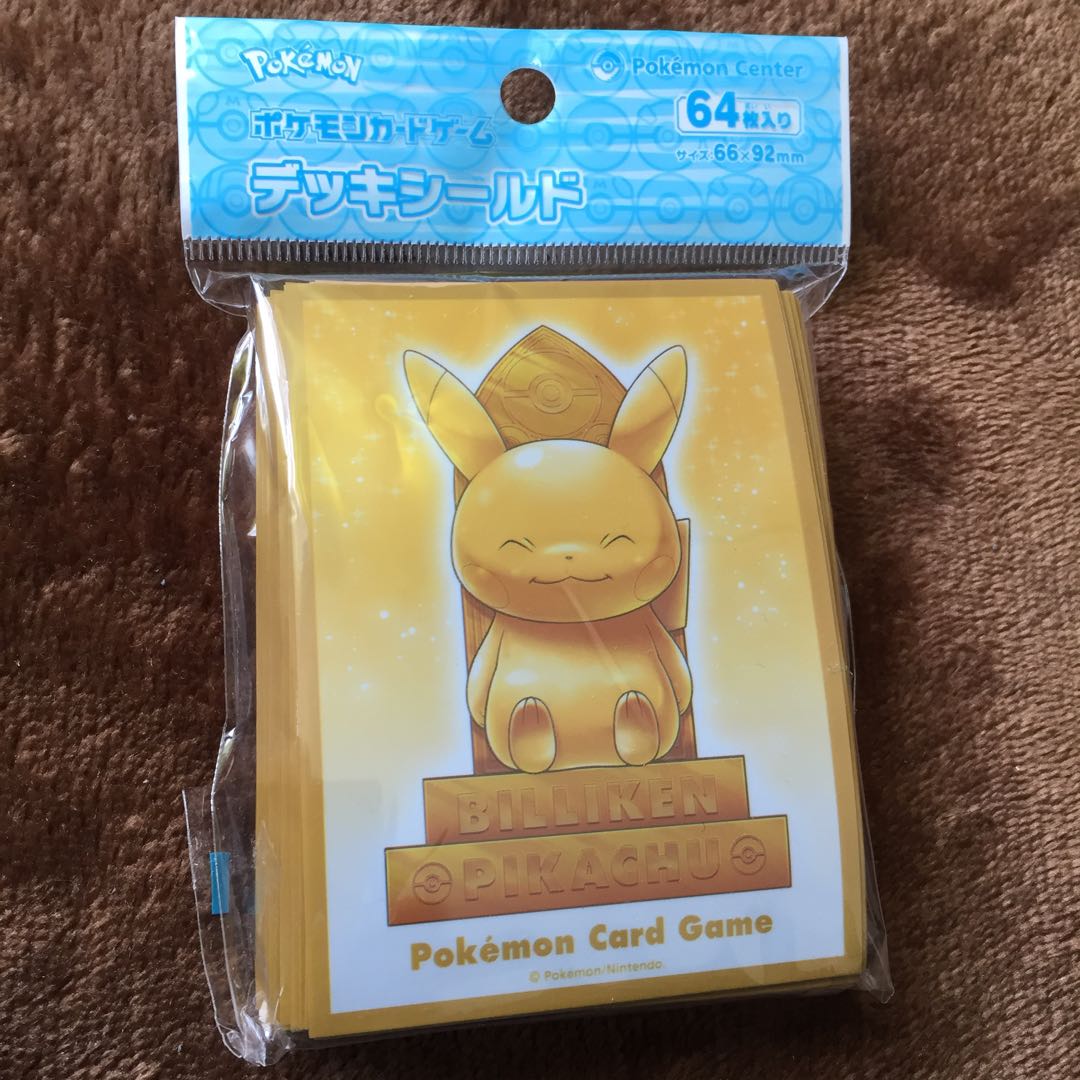 Pokémon
Pokémon Center
ポケモンカードゲーム
64枚入り
サイズ:66×92mm
デッキシールド
BILLIKEN
PIKACHU
Pokémon Card Game
© Pokémon/Nintendo